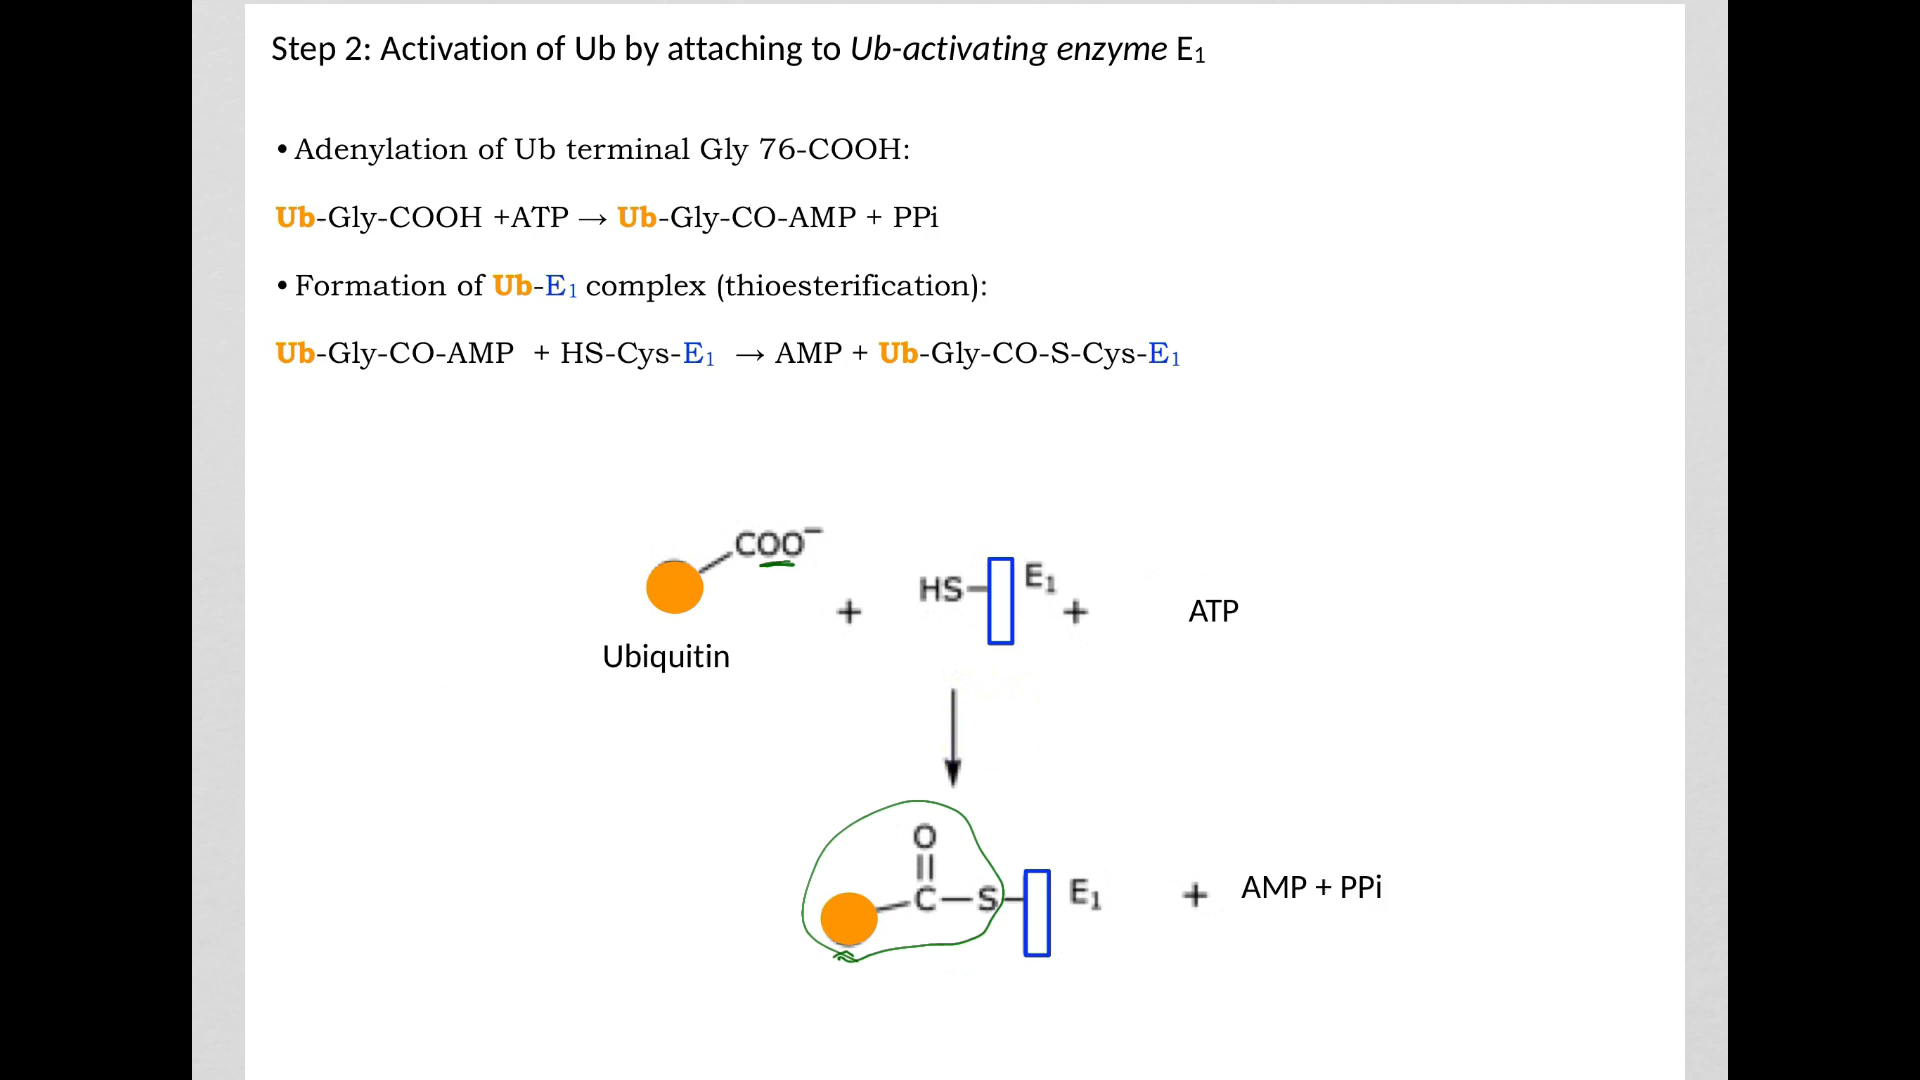 Step 2: Activation of Ub by attaching to Ub-activating enzyme E₁
• Adenylation of Ub terminal Gly 76-COOH:
Ub-Gly-COOH +ATP → Ub-Gly-CO-AMP + PPi
• Formation of Ub-E₁ complex (thioesterification):
Ub-Gly-CO-AMP + HS-Cys-E₁ → AMP + Ub-Gly-CO-S-Cys-E₁
COO⁻
+ HS E₁ + ATP
Ubiquitin
O
C—S E₁ + AMP + PPi